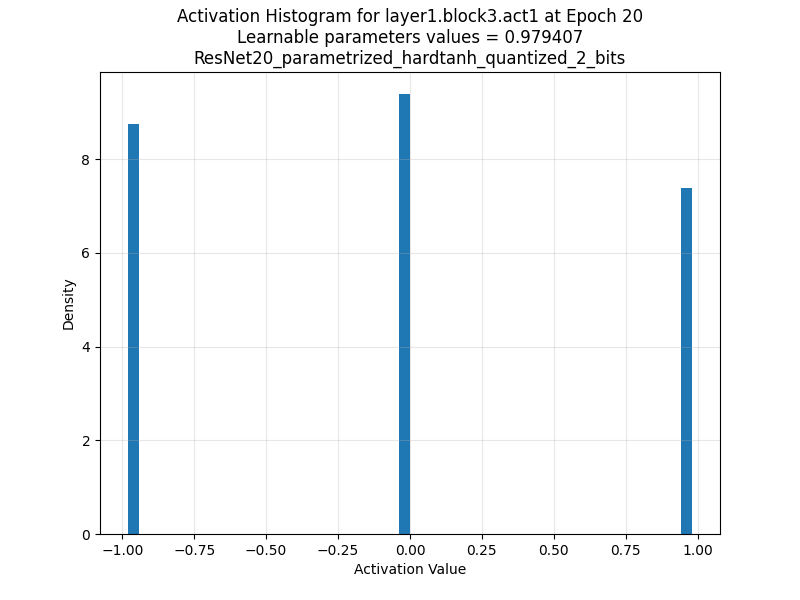 Activation Histogram for layer1.block3.act1 at Epoch 20
Learnable parameters values = 0.979407
ResNet20_parametrized_hardtanh_quantized_2_bits
Density
8
6
4
2
0
−1.00 −0.75 −0.50 −0.25 0.00 0.25 0.50 0.75 1.00
Activation Value